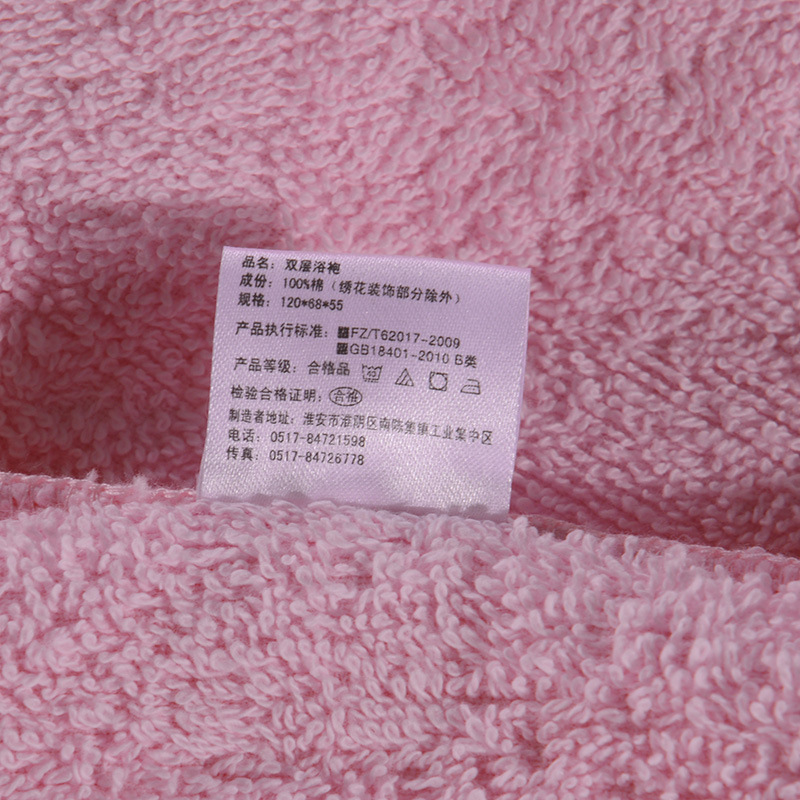 品名：双层浴袍
成份：100%棉（绣花装饰部分除外）
规格：120*68*55
产品执行标准：FZ/T62017-2009
GB18401-2010 B类
产品等级：合格品
检验合格证明：合格
制造者地址：淮安市淮阴区南陈集镇工业集中区
电话：0517-84721598
传真：0517-84726778